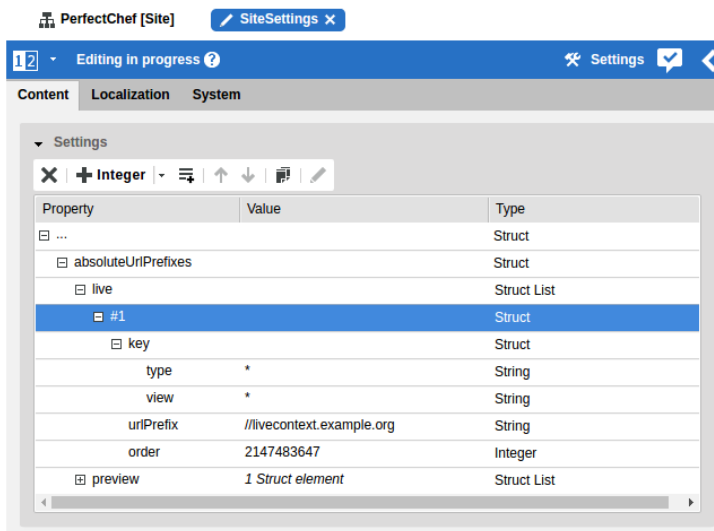 PerfectChef [Site] SiteSettings
12 Editing in progress ? Settings
Content Localization System
Settings
Integer
Property Value Type
... Struct
absoluteUrlPrefixes Struct
live Struct List
#1 Struct
key Struct
type * String
view * String
urlPrefix //livecontext.example.org String
order 2147483647 Integer
preview 1 Struct element Struct List